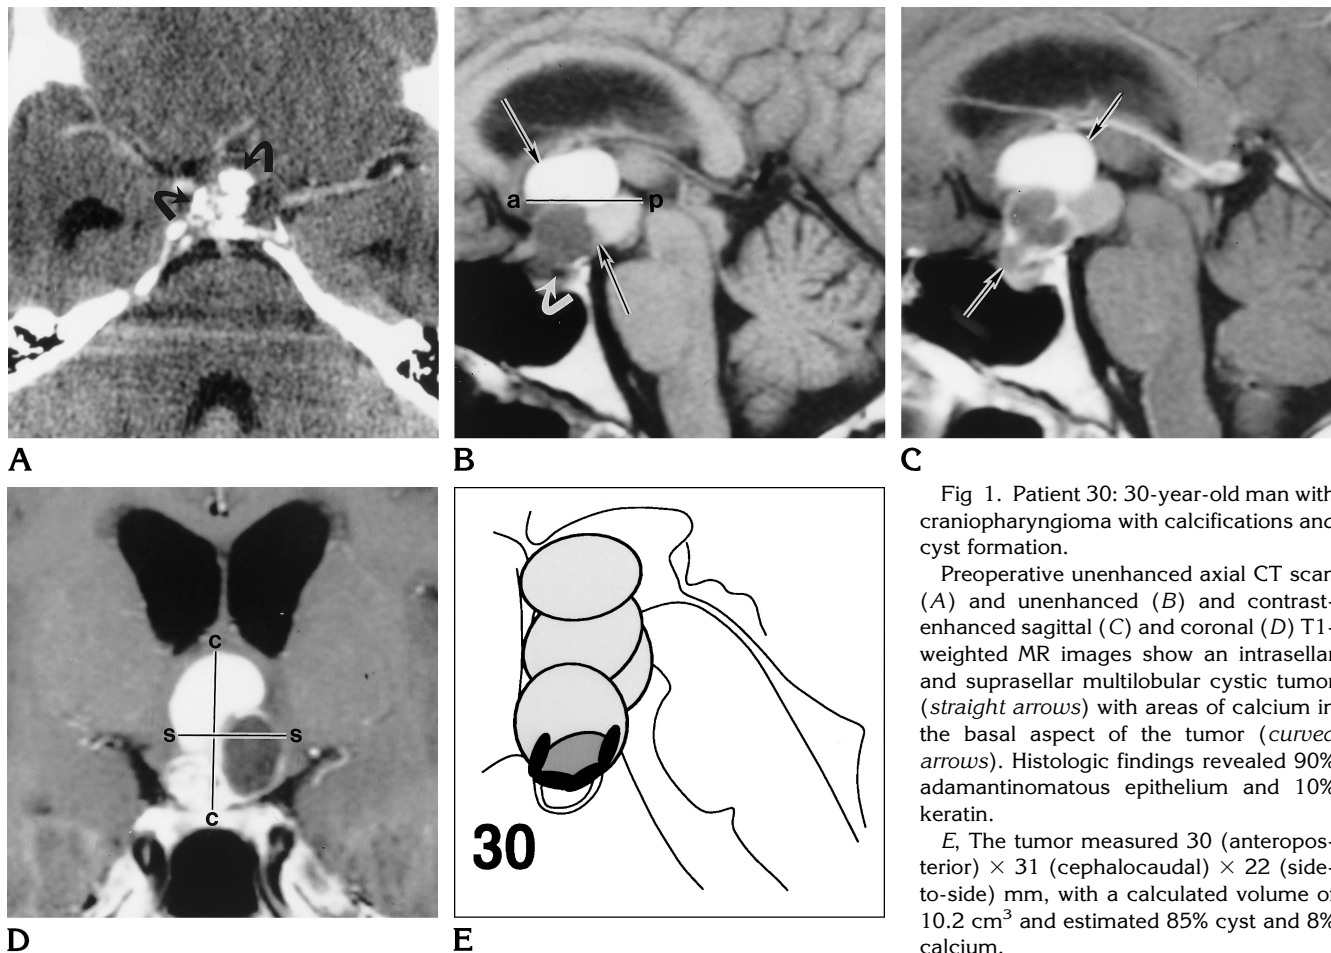 a
p
A
B
C
c
s
s
c
30
D
E
Fig 1. Patient 30: 30-year-old man with
craniopharyngioma with calcifications and
cyst formation.
Preoperative unenhanced axial CT scan
(A) and unenhanced (B) and contrast-
enhanced sagittal (C) and coronal (D) T1-
weighted MR images show an intrasellar
and suprasellar multilobular cystic tumor
(straight arrows) with areas of calcium in
the basal aspect of the tumor (curved
arrows). Histologic findings revealed 90%
adamantinomatous epithelium and 10%
keratin.
E, The tumor measured 30 (anteropos-
terior) × 31 (cephalocaudal) × 22 (side-
to-side) mm, with a calculated volume of
10.2 cm³ and estimated 85% cyst and 8%
calcium.